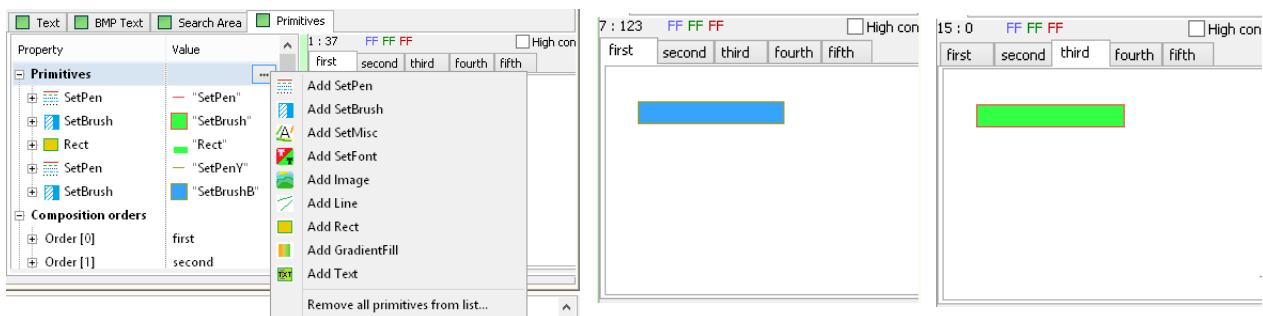 Text BMP Text Search Area Primitives
Property Value
Primitives ...
SetPen "SetPen"
SetBrush "SetBrush"
Rect "Rect"
SetPen "SetPenY"
SetBrush "SetBrushB"
Composition orders
Order [0] first
Order [1] second
1 : 37 FF FF FF High con
first second third fourth fifth
Add SetPen
Add SetBrush
Add SetMisc
Add SetFont
Add Image
Add Line
Add Rect
Add GradientFill
TXT Add Text
Remove all primitives from list...
7 : 123 FF FF FF High con
first second third fourth fifth
15 : 0 FF FF FF High con
first second third fourth fifth